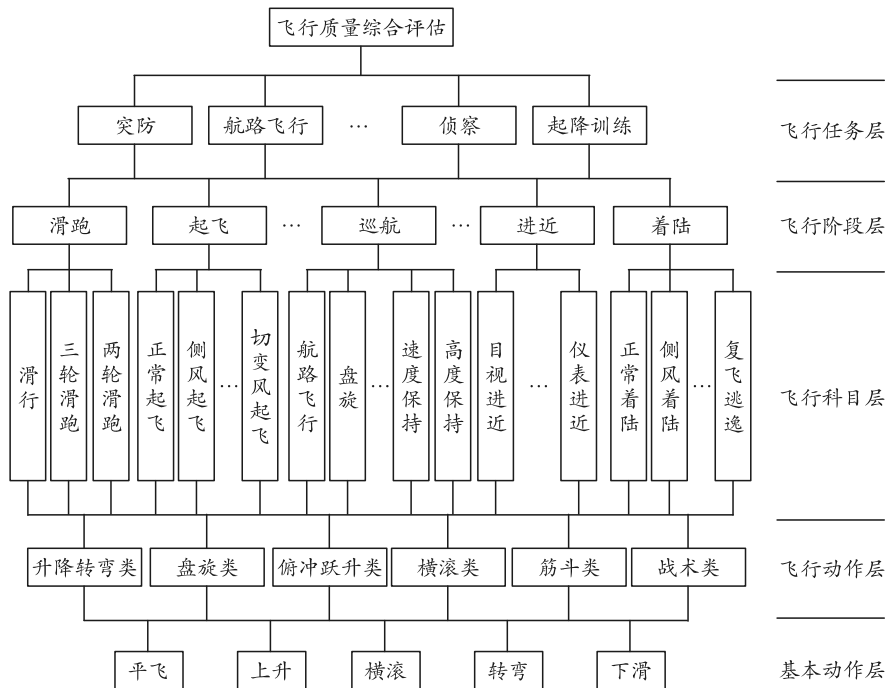 飞行质量综合评估
突防
航路飞行
…
侦察
起降训练
飞行任务层
滑跑
起飞
…
巡航
…
进近
着陆
飞行阶段层
滑行
三轮滑跑
两轮滑跑
正常起飞
侧风起飞
…
切变风起飞
航路飞行
盘旋
…
速度保持
高度保持
目视进近
…
仪表进近
正常着陆
侧风着陆
…
复飞逃逸
飞行科目层
升降转弯类
盘旋类
俯冲跃升类
横滚类
筋斗类
战术类
飞行动作层
平飞
上升
横滚
转弯
下滑
基本动作层